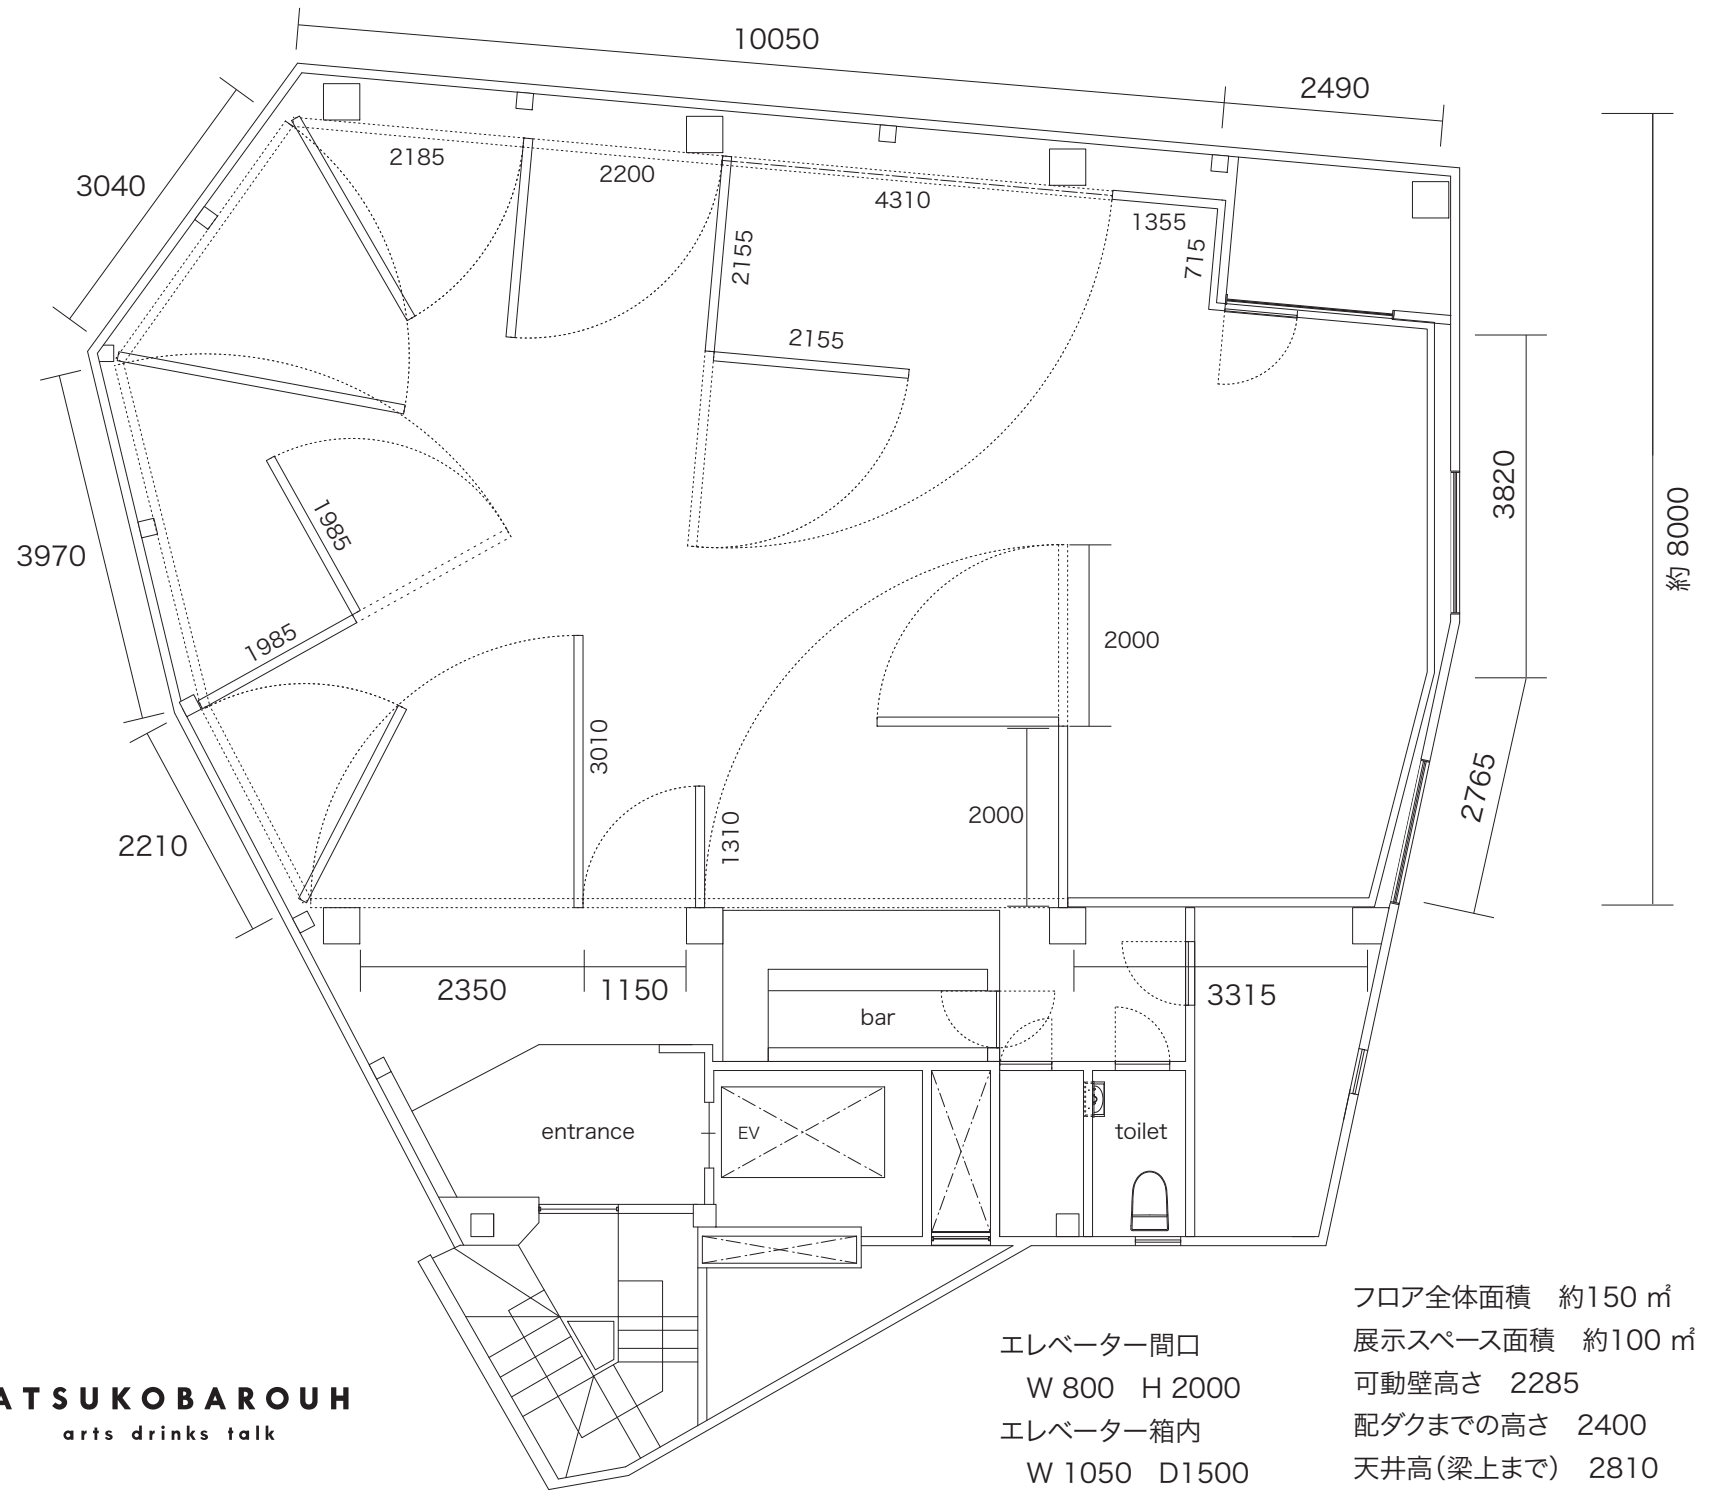 10050
2490
3040
2185
2200
4310
1355
2155
715
2155
3820
約 8000
1985
3970
1985
2000
3010
2765
2000
1310
2210
2350
1150
3315
bar
entrance
EV
toilet
フロア全体面積 約150 ㎡
展示スペース面積 約100 ㎡
可動壁高さ 2285
配ダクまでの高さ 2400
天井高(梁上まで) 2810
エレベーター間口
W 800 H 2000
エレベーター箱内
W 1050 D1500
ATSUKOBAROUH
arts drinks talk